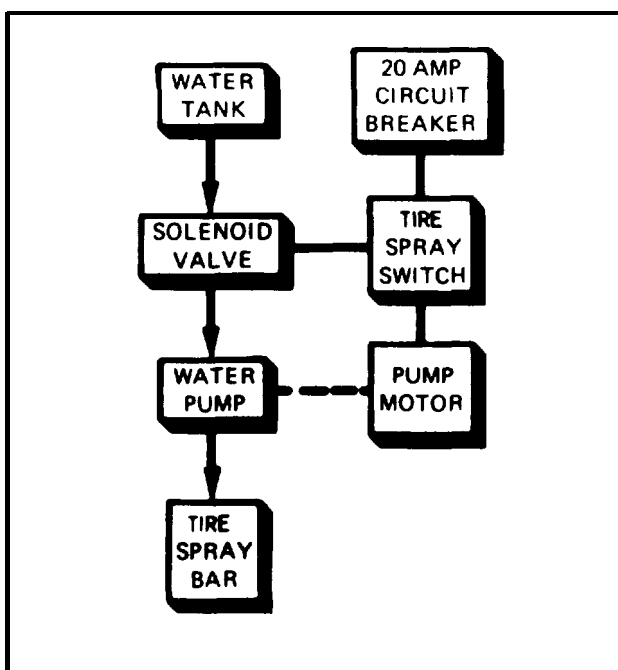 WATER
TANK
20 AMP
CIRCUIT
BREAKER
SOLENOID
VALVE
TIRE
SPRAY
SWITCH
WATER
PUMP
PUMP
MOTOR
TIRE
SPRAY
BAR